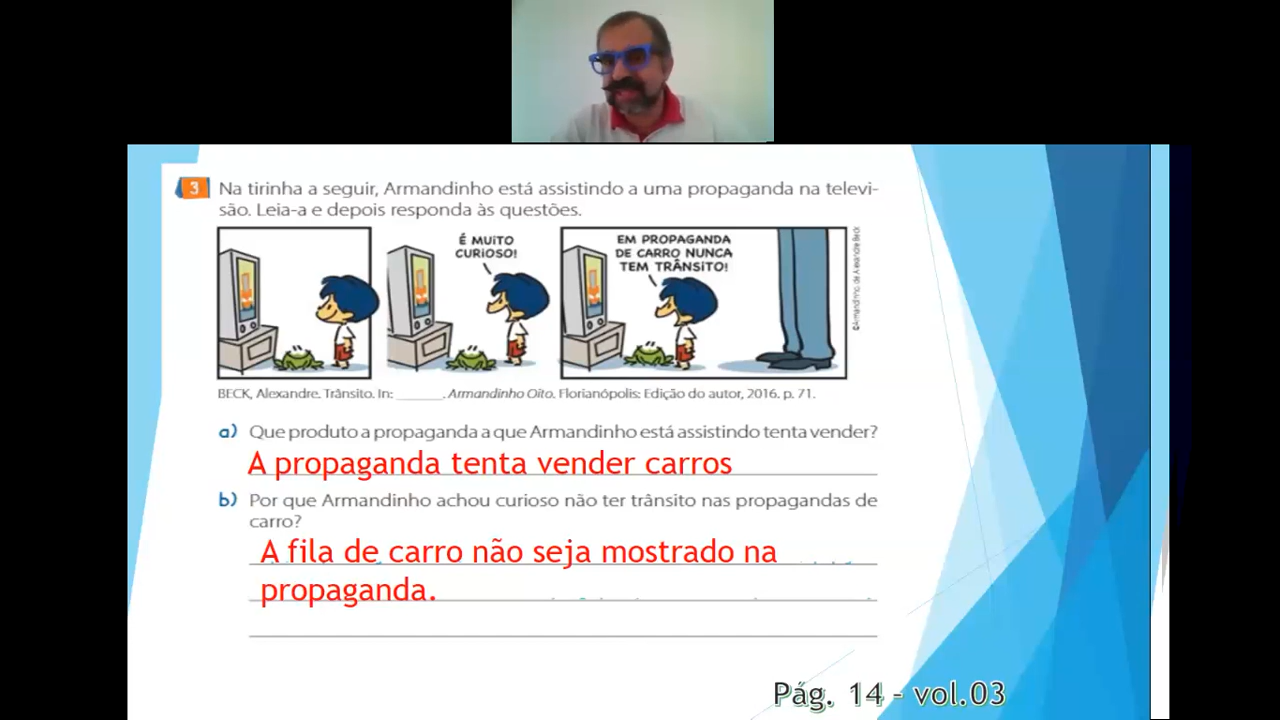 3 Na tirinha a seguir, Armandinho está assistindo a uma propaganda na televi-
são. Leia-a e depois responda às questões.
É MUITO
CURIOSO!
EM PROPAGANDA
DE CARRO NUNCA
TEM TRÂNSITO!
©Armandinho de Alexandre Beck
BECK, Alexandre. Trânsito. In: ______. Armandinho Oito. Florianópolis: Edição do autor, 2016. p. 71.
a) Que produto a propaganda a que Armandinho está assistindo tenta vender?
A propaganda tenta vender carros
b) Por que Armandinho achou curioso não ter trânsito nas propagandas de
carro?
A fila de carro não seja mostrado na
propaganda.
Pág. 14 - vol.03